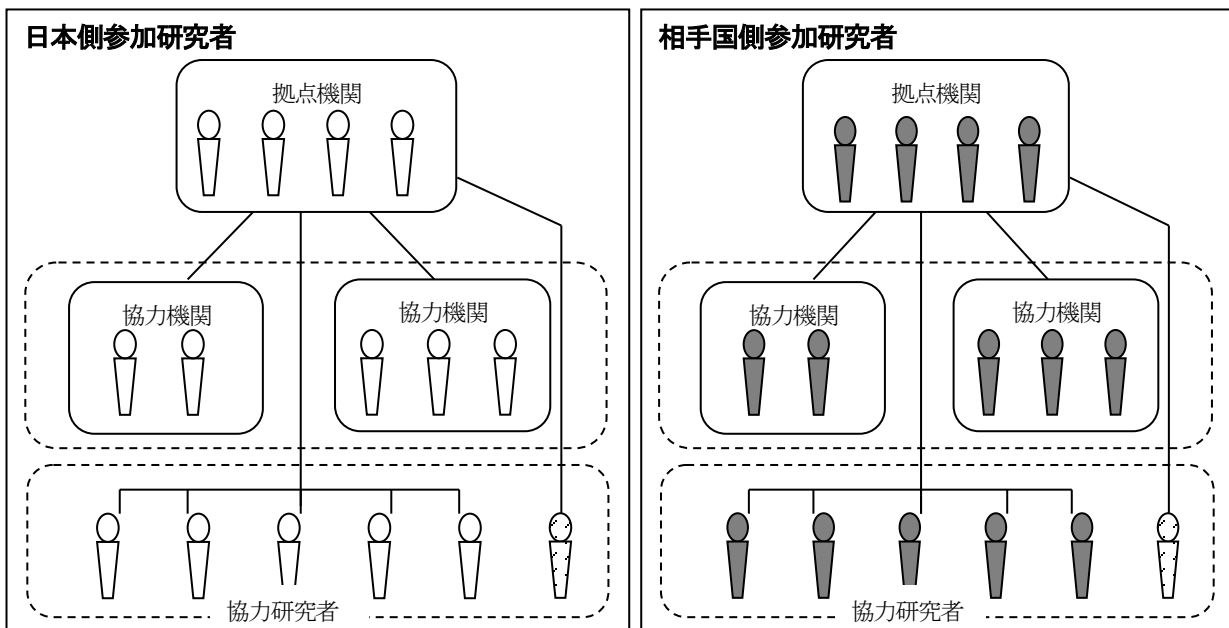 日本側参加研究者
拠点機関
協力機関
協力機関
協力研究者
相手国側参加研究者
拠点機関
協力機関
協力機関
協力研究者